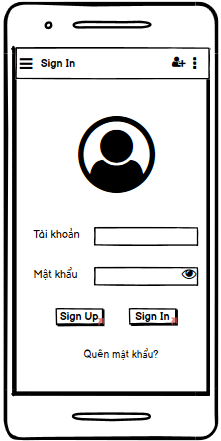 Sign In
Tài khoản
Mật khẩu
Sign Up
Sign In
Quên mật khẩu?